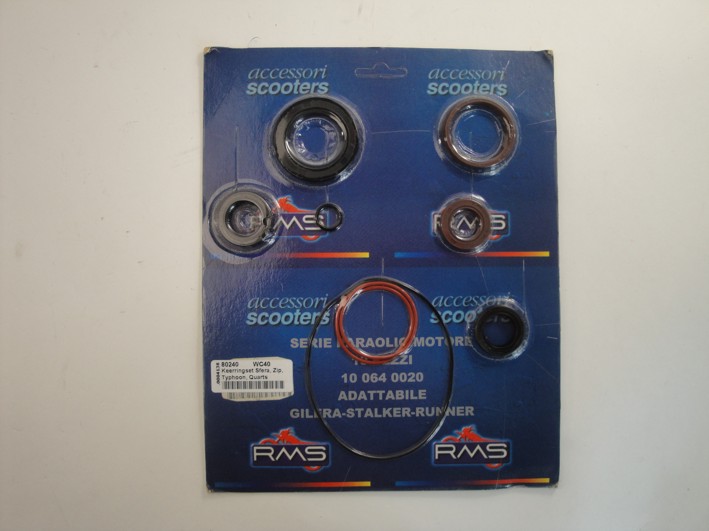 accessori
scooters
accessori
scooters
RMS
RMS
accessori
scooters
accessori
scooters
SERIE PARAOLIO MOTORE
10 064 0020
ADATTABILE
GILERA-STALKER-RUNNER
80240 WC40
Keerringset Sfera, Zip,
Typhoon, Quartz
RMS
RMS